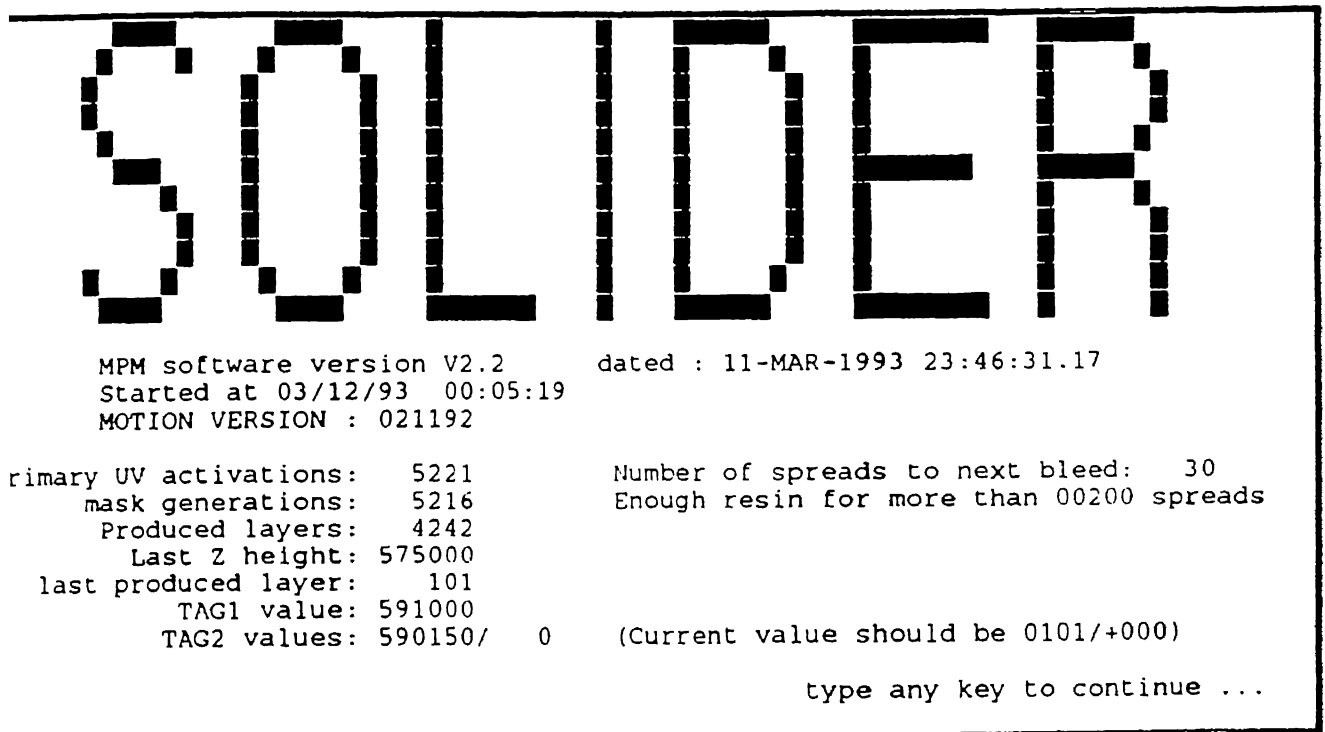 SOLIDER
MPM software version V2.2 dated : 11-MAR-1993 23:46:31.17
Started at 03/12/93 00:05:19
MOTION VERSION : 021192
rimary UV activations: 5221 Number of spreads to next bleed: 30
mask generations: 5216 Enough resin for more than 00200 spreads
Produced layers: 4242
Last Z height: 575000
last produced layer: 101
TAG1 value: 591000
TAG2 values: 590150/ 0 (Current value should be 0101/+000)
type any key to continue ...